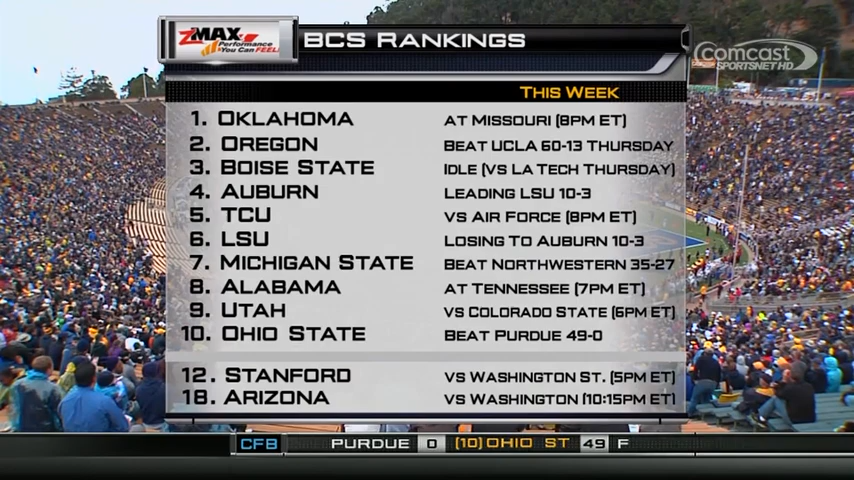 ZMAX
Performance
You Can FEEL!
BCS RANKINGS
COMCAST
SPORTSNET HD
THIS WEEK
1. OKLAHOMA AT MISSOURI (8PM ET)
2. OREGON BEAT UCLA 60-13 THURSDAY
3. BOISE STATE IDLE (VS LA TECH THURSDAY)
4. AUBURN LEADING LSU 10-3
5. TCU VS AIR FORCE (8PM ET)
6. LSU LOSING TO AUBURN 10-3
7. MICHIGAN STATE BEAT NORTHWESTERN 35-27
8. ALABAMA AT TENNESSEE (7PM ET)
9. UTAH VS COLORADO STATE (6PM ET)
10. OHIO STATE BEAT PURDUE 49-0
12. STANFORD VS WASHINGTON ST. (5PM ET)
18. ARIZONA VS WASHINGTON (10:15PM ET)
CFB PURDUE 0 (10) OHIO ST 49 F